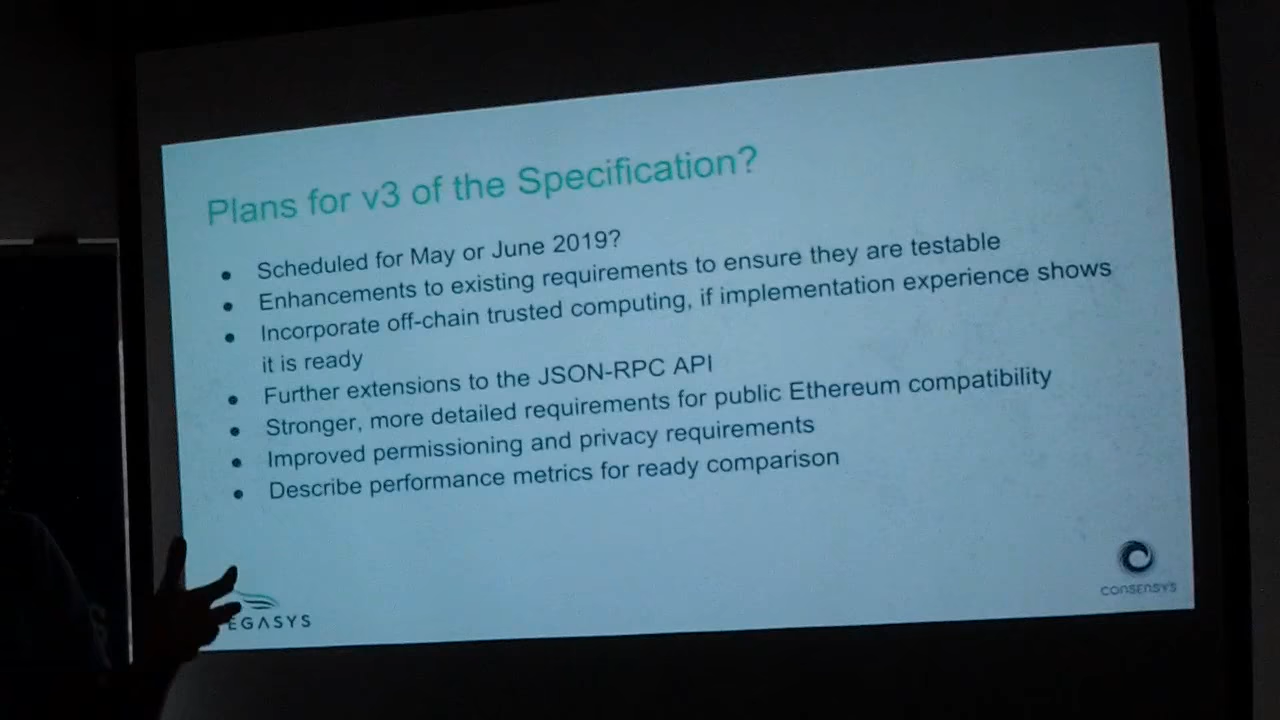 Plans for v3 of the Specification?
● Scheduled for May or June 2019?
● Enhancements to existing requirements to ensure they are testable
● Incorporate off-chain trusted computing, if implementation experience shows
it is ready
● Further extensions to the JSON-RPC API
● Stronger, more detailed requirements for public Ethereum compatibility
● Improved permissioning and privacy requirements
● Describe performance metrics for ready comparison
EGASYS
CONSENSYS